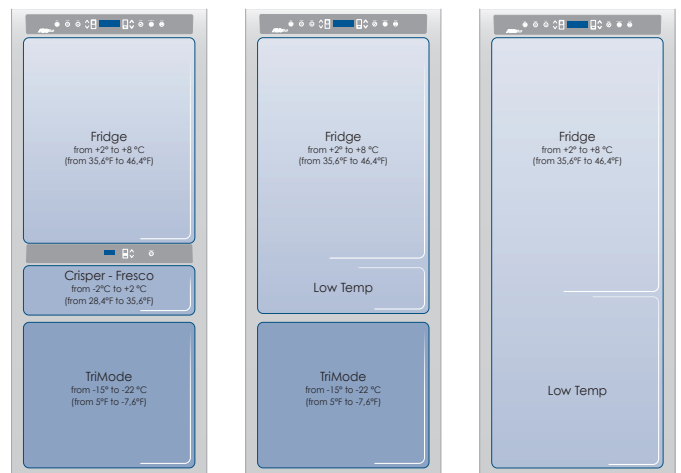 Fridge
from +2° to +8 °C
(from 35,6°F to 46,4°F)
Crisper - Fresco
from -2°C to +2 °C
(from 28,4°F to 35,6°F)
TriMode
from -15° to -22 °C
(from 5°F to -7,6°F)
Fridge
from +2° to +8 °C
(from 35,6°F to 46,4°F)
Low Temp
TriMode
from -15° to -22 °C
(from 5°F to -7,6°F)
Fridge
from +2° to +8 °C
(from 35,6°F to 46,4°F)
Low Temp